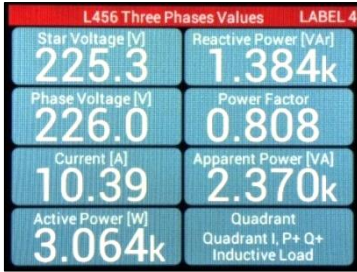 L456 Three Phases Values LABEL 4
Star Voltage [V]
225.3
Reactive Power [VAr]
1.384k
Phase Voltage [V]
226.0
Power Factor
0.808
Current [A]
10.39
Apparent Power [VA]
2.370k
Active Power [W]
3.064k
Quadrant
Quadrant I, P+ Q+
Inductive Load